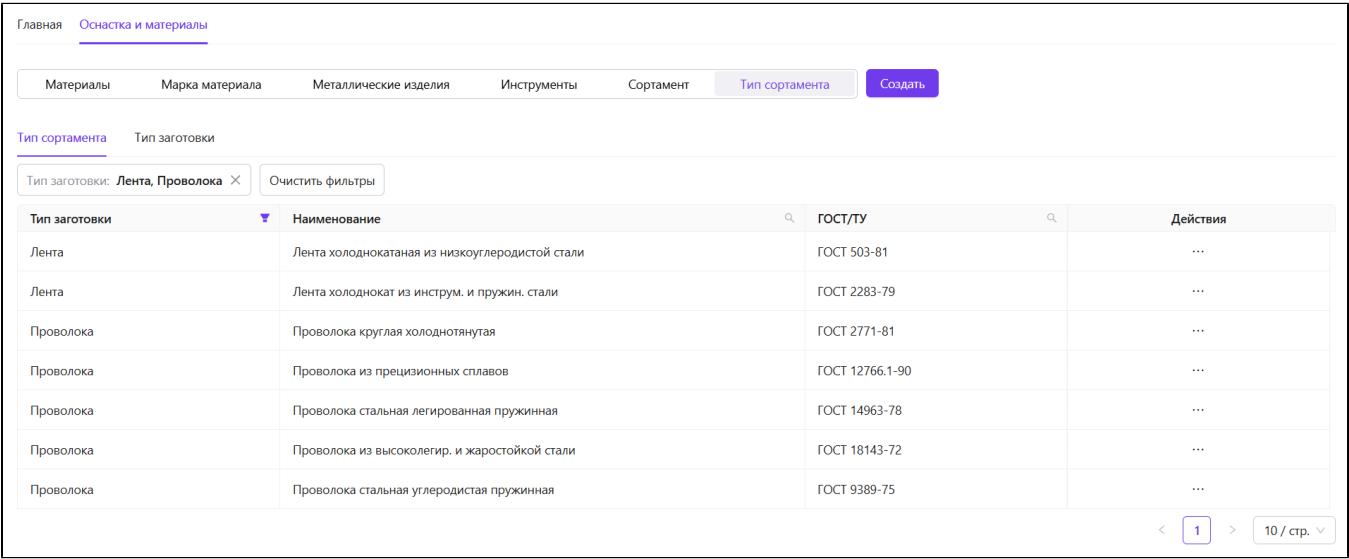 Главная Оснастка и материалы
Материалы Марка материала Металлические изделия Инструменты Сортамент Тип сортамента Создать
Тип сортамента Тип заготовки
Тип заготовки: Лента, Проволока Очистить фильтры
Тип заготовки Наименование ГОСТ/ТУ Действия
Лента Лента холоднокатаная из низкоуглеродистой стали ГОСТ 503-81 ...
Лента Лента холоднокат из инструм. и пружин. стали ГОСТ 2283-79 ...
Проволока Проволока круглая холоднотянутая ГОСТ 2771-81 ...
Проволока Проволока из прецизионных сплавов ГОСТ 12766.1-90 ...
Проволока Проволока стальная легированная пружинная ГОСТ 14963-78 ...
Проволока Проволока из высоколегир. и жаростойкой стали ГОСТ 18143-72 ...
Проволока Проволока стальная углеродистая пружинная ГОСТ 9389-75 ...
< 1 > 10 / стр.